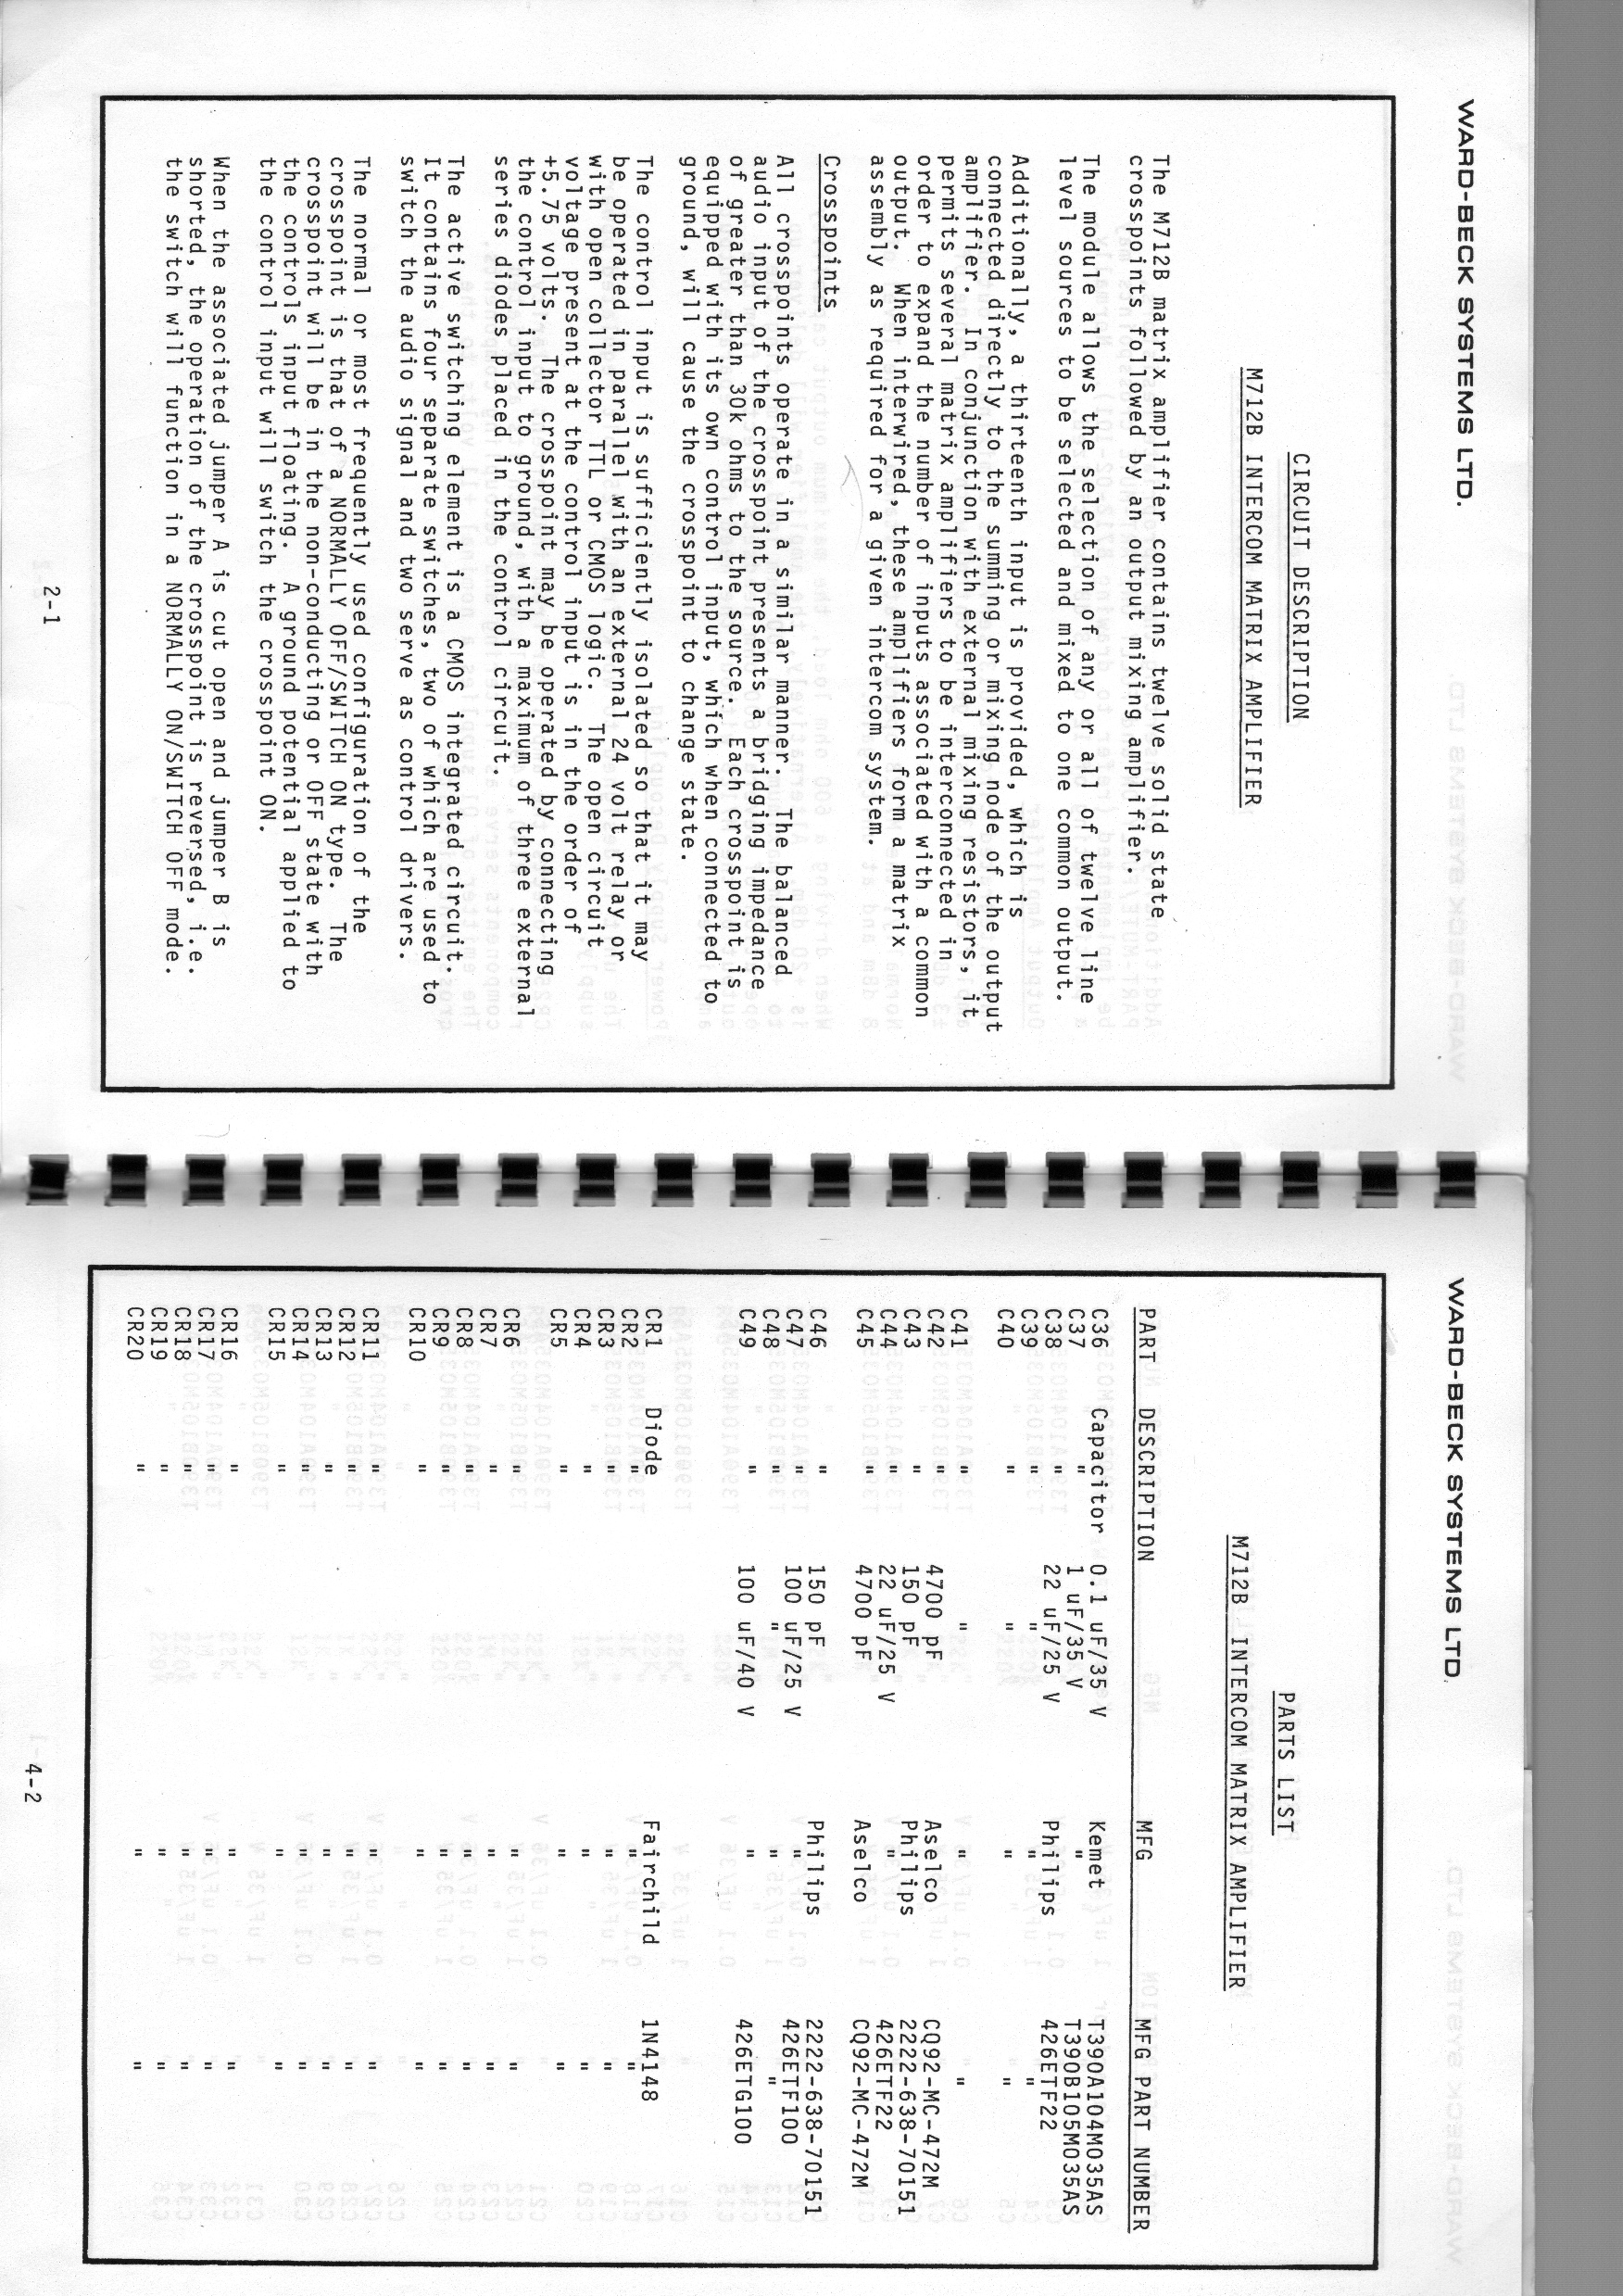 WARD-BECK SYSTEMS LTD.
CIRCUIT DESCRIPTION
M712B INTERCOM MATRIX AMPLIFIER
The M712B matrix amplifier contains twelve solid state
crosspoints followed by an output mixing amplifier.
The module allows the selection of any or all of twelve line
level sources to be selected and mixed to one common output.
Additionally, a thirteenth input is provided, which is
connected directly to the summing or mixing node of the output
amplifier. In conjunction with external mixing resistors, it
permits several matrix amplifiers to be interconnected in
order to expand the number of inputs associated with a common
output. When interwired, these amplifiers form a matrix
assembly as required for a given intercom system.
Crosspoints
All crosspoints operate in a similar manner. The balanced
audio input of the crosspoint presents a bridging impedance
of greater than 30k ohms to the source. Each crosspoint is
equipped with its own control input, which when connected to
ground, will cause the crosspoint to change state.
The control input is sufficiently isolated so that it may
be operated in parallel with an external 24 volt relay or
with open collector TTL or CMOS logic. The open circuit
voltage present at the control input is in the order of
+5.75 volts. The crosspoint may be operated by connecting
the control input to ground, with a maximum of three external
series diodes placed in the control circuit.
The active switching element is a CMOS integrated circuit.
It contains four separate switches, two of which are used to
switch the audio signal and two serve as control drivers.
The normal or most frequently used configuration of the
crosspoint is that of a NORMALLY OFF/SWITCH ON type. The
crosspoint will be in the non-conducting or OFF state with
the controls input floating. A ground potential applied to
the control input will switch the crosspoint ON.
When the associated jumper A is cut open and jumper B is
shorted, the operation of the crosspoint is reversed, i.e.
the switch will function in a NORMALLY ON/SWITCH OFF mode.
2-1
WARD-BECK SYSTEMS LTD.
PARTS LIST
M712B INTERCOM MATRIX AMPLIFIER
PART DESCRIPTION MFG MFG PART NUMBER
C36 Capacitor 0.1 uF/35 V Kemet T390A104M035AS
C37 " 1 uF/35 V " T390B105M035AS
C38 " 22 uF/25 V Philips 426ETF22
C39 " " " "
C40 " " " "
C41 " " " "
C42 " 4700 pF Aselco CQ92-MC-472M
C43 " 150 pF Philips 2222-638-70151
C44 " 22 uF/25 V " 426ETF22
C45 " 4700 pF Aselco CQ92-MC-472M
C46 " 150 pF Philips 2222-638-70151
C47 " 100 uF/25 V " 426ETF100
C48 " " " "
C49 " 100 uF/40 V " 426ETG100
CR1 Diode Fairchild 1N4148
CR2 " " "
CR3 " " "
CR4 " " "
CR5 " " "
CR6 " " "
CR7 " " "
CR8 " " "
CR9 " " "
CR10 " " "
CR11 " " "
CR12 " " "
CR13 " " "
CR14 " " "
CR15 " " "
CR16 " " "
CR17 " " "
CR18 " " "
CR19 " " "
CR20 " " "
4-2